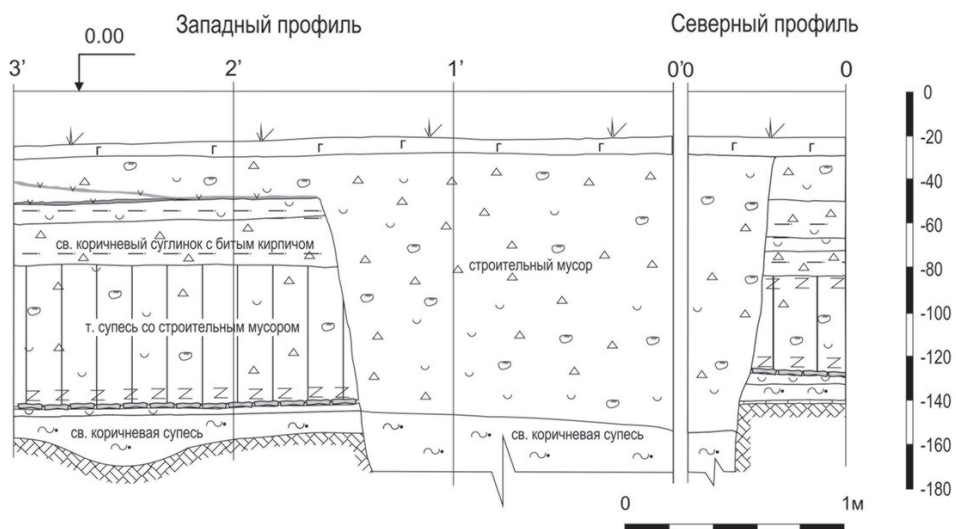 Западный профиль
Северный профиль
0.00
3’ 2’ 1’ 0’ 0 0
0
-20
-40
-60
-80
-100
-120
-140
-160
-180
г г г г г г г г
св. коричневый суглинок с битым кирпичом
строительный мусор
т. супесь со строительным мусором
св. коричневая супесь
св. коричневая супесь
0 1м